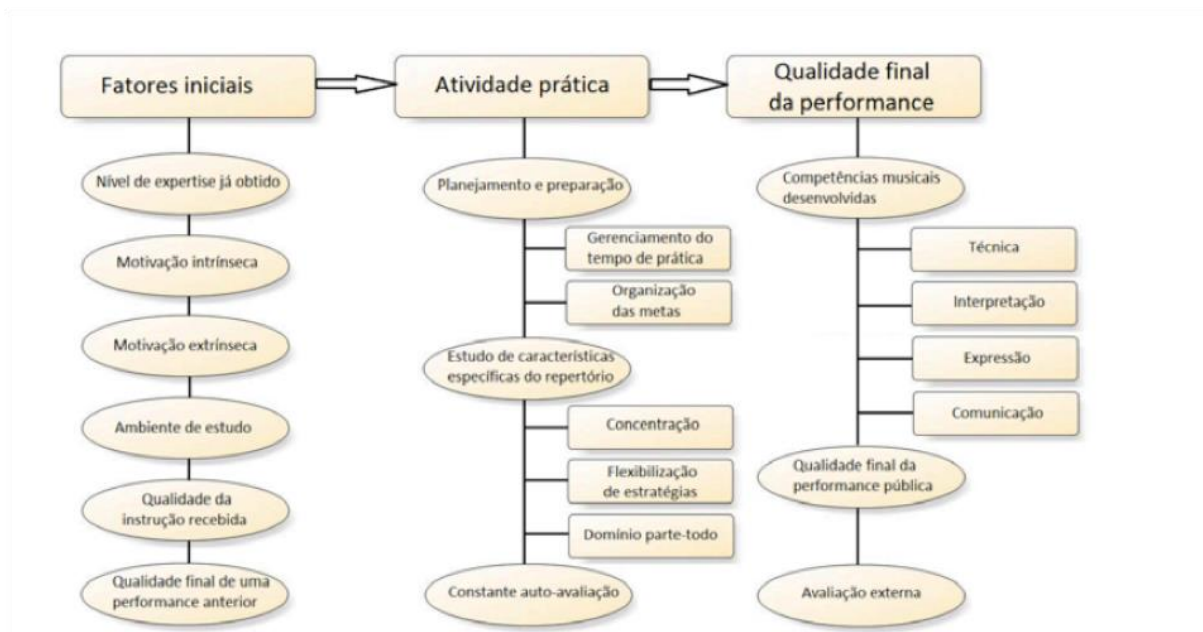 Fatores iniciais
Nível de expertise já obtido
Motivação intrínseca
Motivação extrínseca
Ambiente de estudo
Qualidade da
instrução recebida
Qualidade final de uma
performance anterior
Atividade prática
Planejamento e preparação
Gerenciamento do
tempo de prática
Organização
das metas
Estudo de características
específicas do repertório
Concentração
Flexibilização
de estratégias
Domínio parte-todo
Constante auto-avaliação
Qualidade final
da performance
Competências musicais
desenvolvidas
Técnica
Interpretação
Expressão
Comunicação
Qualidade final da
performance pública
Avaliação externa